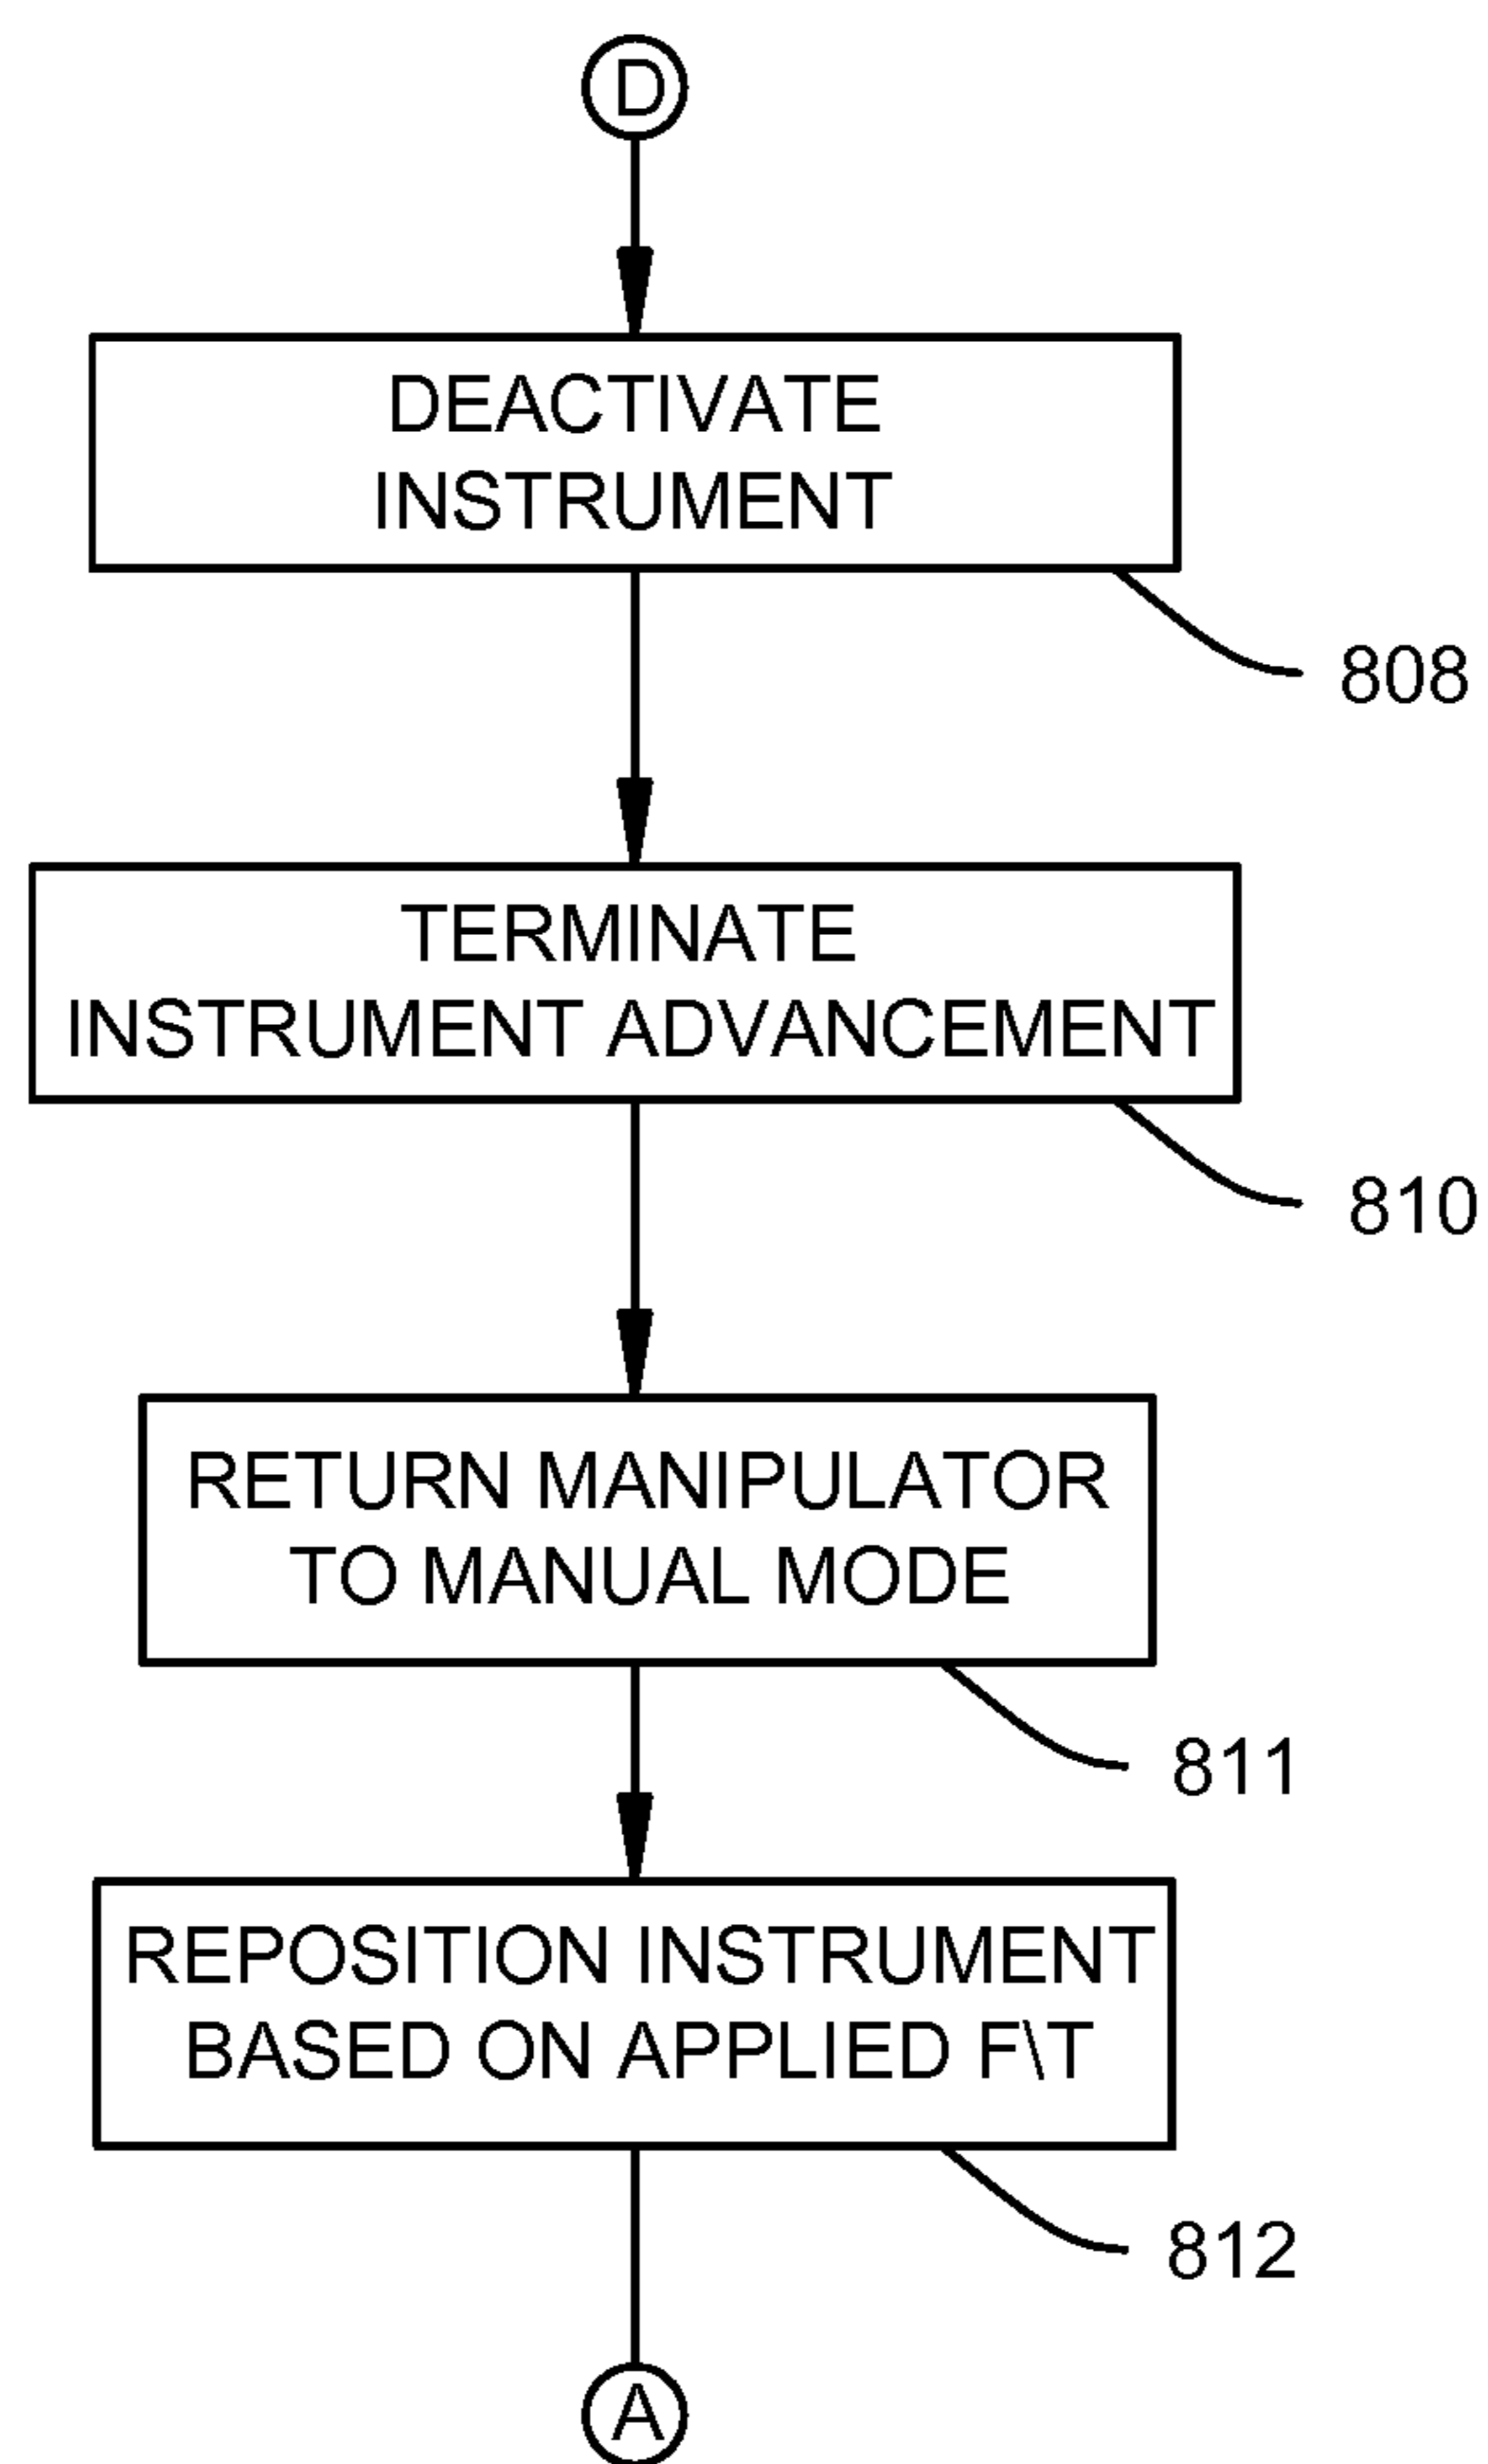 D
DEACTIVATE
INSTRUMENT
808
TERMINATE
INSTRUMENT ADVANCEMENT
810
RETURN MANIPULATOR
TO MANUAL MODE
811
REPOSITION INSTRUMENT
BASED ON APPLIED F\T
812
A